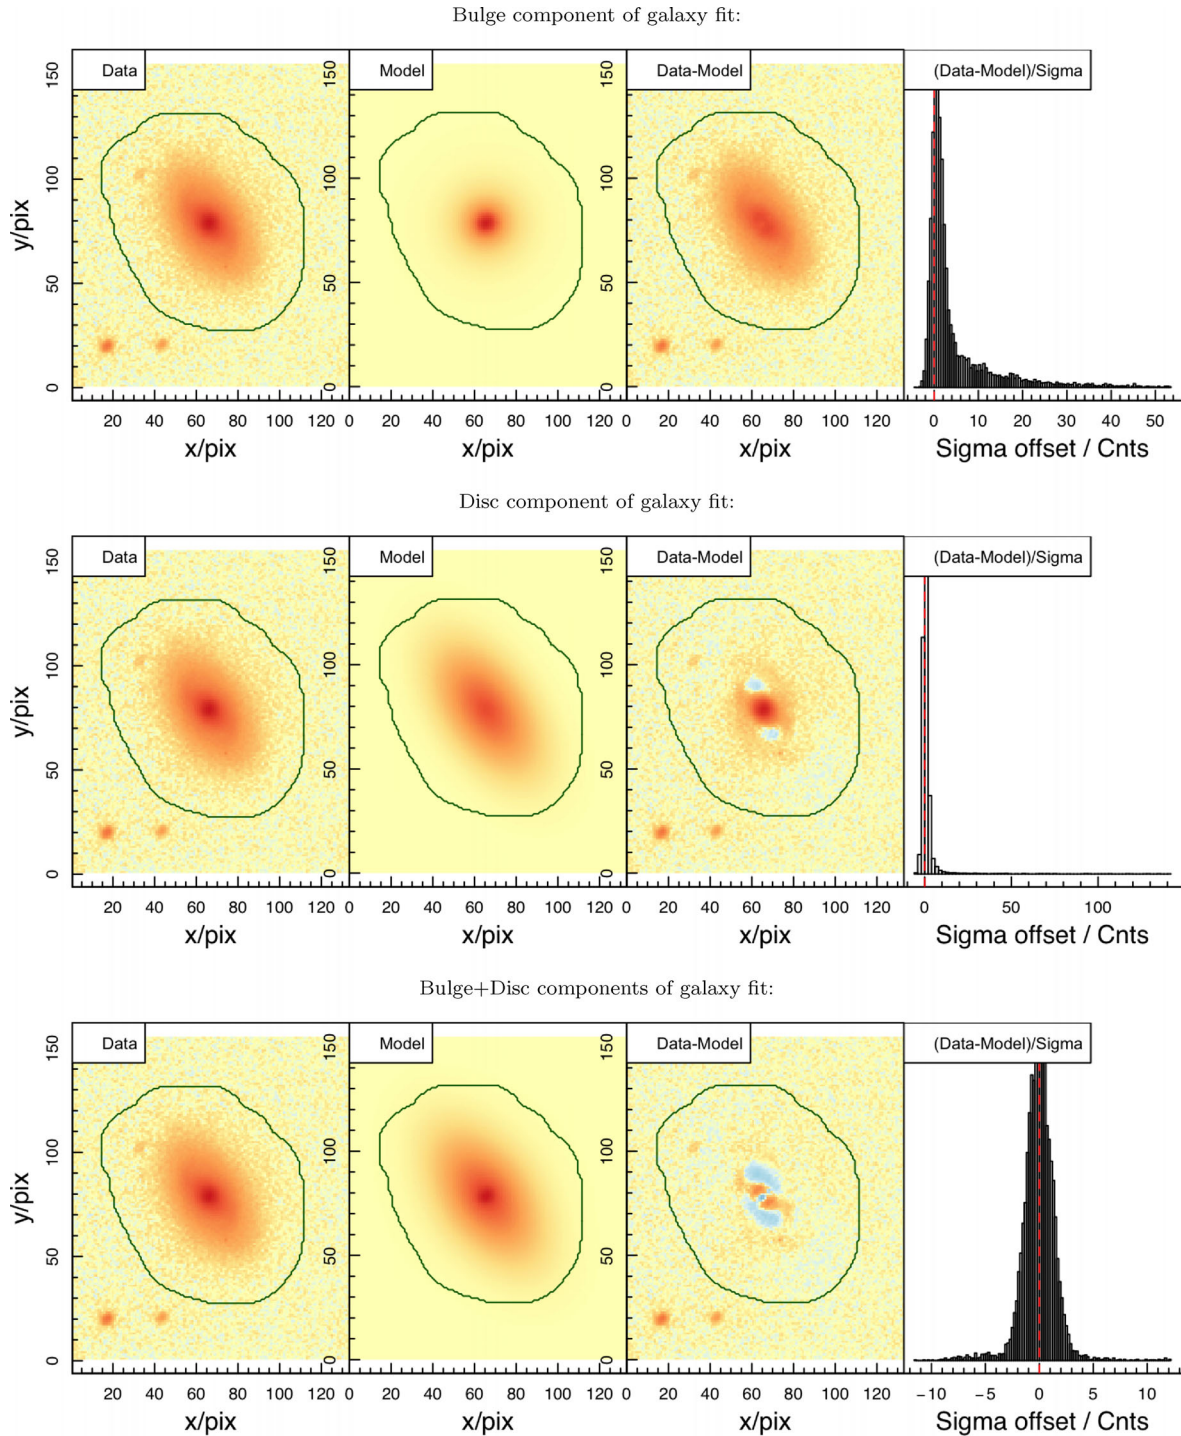 Bulge component of galaxy fit:
Data
Model
Data-Model
(Data-Model)/Sigma
y/pix
0 50 100 150
0 50 100 150
0 50 100 150
20 40 60 80 100 120
0 20 40 60 80 100 120
0 20 40 60 80 100 120
0 10 20 30 40 50
x/pix
x/pix
x/pix
Sigma offset / Cnts
Disc component of galaxy fit:
Data
Model
Data-Model
(Data-Model)/Sigma
y/pix
0 50 100 150
0 50 100 150
0 50 100 150
20 40 60 80 100 120
0 20 40 60 80 100 120
0 20 40 60 80 100 120
0 50 100
x/pix
x/pix
x/pix
Sigma offset / Cnts
Bulge+Disc components of galaxy fit:
Data
Model
Data-Model
(Data-Model)/Sigma
y/pix
0 50 100 150
0 50 100 150
0 50 100 150
20 40 60 80 100 120
0 20 40 60 80 100 120
0 20 40 60 80 100 120
−10 −5 0 5 10
x/pix
x/pix
x/pix
Sigma offset / Cnts